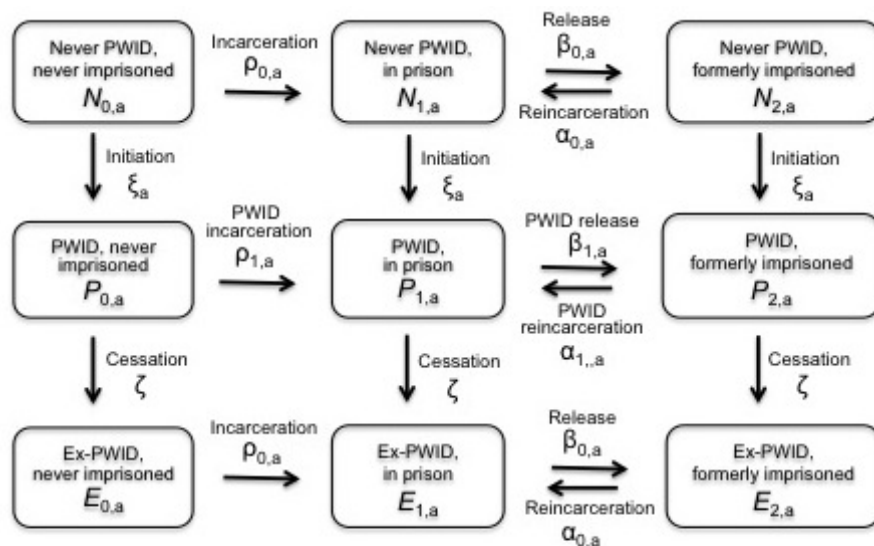 Never PWID,
never imprisoned
N0,a
Incarceration
ρ0,a
Never PWID,
in prison
N1,a
Release
β0,a
Reincarceration
α0,a
Never PWID,
formerly imprisoned
N2,a
Initiation
ξa
Initiation
ξa
Initiation
ξa
PWID, never
imprisoned
P0,a
PWID
incarceration
ρ1,a
PWID,
in prison
P1,a
PWID release
β1,a
PWID
reincarceration
α1,,a
PWID,
formerly imprisoned
P2,a
Cessation
ζ
Cessation
ζ
Cessation
ζ
Ex-PWID,
never imprisoned
E0,a
Incarceration
ρ0,a
Ex-PWID,
in prison
E1,a
Release
β0,a
Reincarceration
α0,a
Ex-PWID,
formerly imprisoned
E2,a